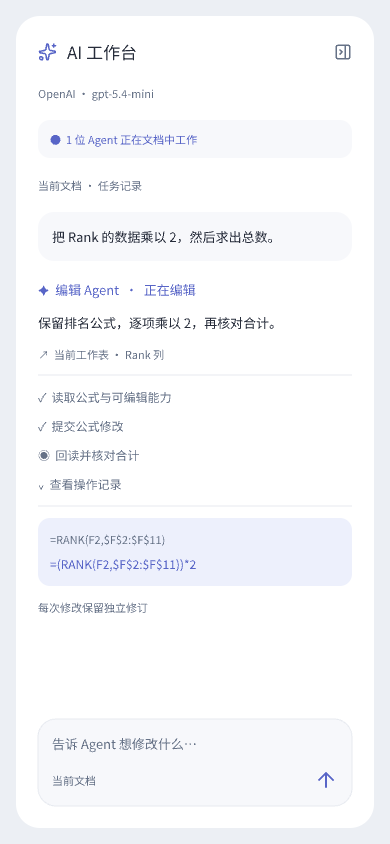 AI 工作台
OpenAI · gpt-5.4-mini
1 位 Agent 正在文档中工作
当前文档 · 任务记录
把 Rank 的数据乘以 2，然后求出总数。
编辑 Agent · 正在编辑
保留排名公式，逐项乘以 2，再核对合计。
↗ 当前工作表 · Rank 列
✓ 读取公式与可编辑能力
✓ 提交公式修改
◉ 回读并核对合计
⌄ 查看操作记录
=RANK(F2,$F$2:$F$11)
=(RANK(F2,$F$2:$F$11))*2
每次修改保留独立修订
告诉 Agent 想修改什么…
当前文档